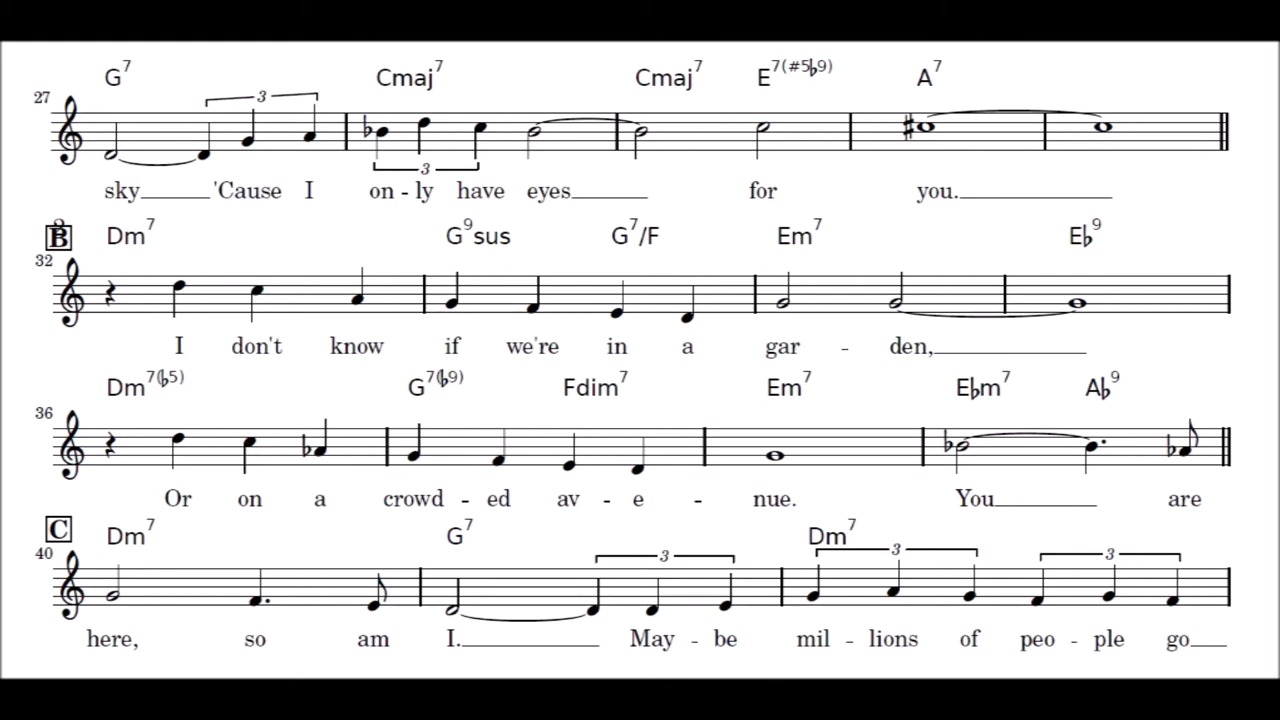 G7 Cmaj7 Cmaj7 E7(#5♭9) A7
27
3 3
sky 'Cause I on - ly have eyes for you.
B Dm7 G9sus G7/F Em7 E♭9
32
I don't know if we're in a gar - den,
Dm7(♭5) G7(♭9) Fdim7 Em7 E♭m7 A♭9
36
Or on a crowd - ed av - e - nue. You are
C Dm7 G7 Dm7
40
3 3 3
here, so am I. May - be mil - lions of peo - ple go